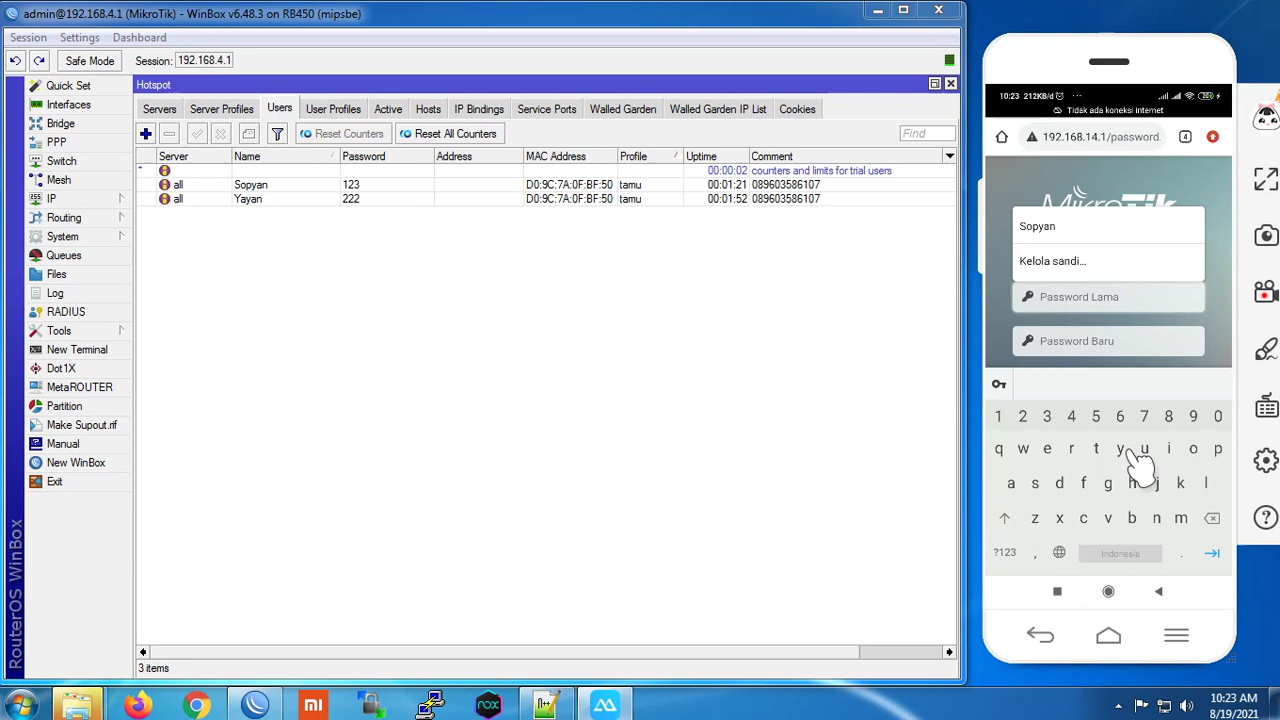 admin@192.168.4.1 (MikroTik) - WinBox v6.48.3 on RB450 (mipsbe)
Session Settings Dashboard
Safe Mode Session: 192.168.4.1
Quick Set
Interfaces
Bridge
PPP
Switch
Mesh
IP
Routing
System
Queues
Files
Log
RADIUS
Tools
New Terminal
Dot1X
MetaROUTER
Partition
Make Supout.rif
Manual
New WinBox
Exit
RouterOS WinBox
Hotspot
Servers Server Profiles Users User Profiles Active Hosts IP Bindings Service Ports Walled Garden Walled Garden IP List Cookies
Reset Counters Reset All Counters Find
Server Name Password Address MAC Address Profile Uptime Comment
00:00:02 counters and limits for trial users
all Sopyan 123 D0:9C:7A:0F:BF:50 tamu 00:01:21 089603586107
all Yayan 222 D0:9C:7A:0F:BF:50 tamu 00:01:52 089603586107
3 items
10:23 212KB/d
Tidak ada koneksi internet
192.168.14.1/password. 4
MikroTik
Sopyan
Kelola sandi...
Password Lama
Password Baru
1 2 3 4 5 6 7 8 9 0
q w e r t y u i o p
a s d f g h j k l
z x c v b n m
?123 , Indonesia .
nox
10:23 AM
8/19/2021